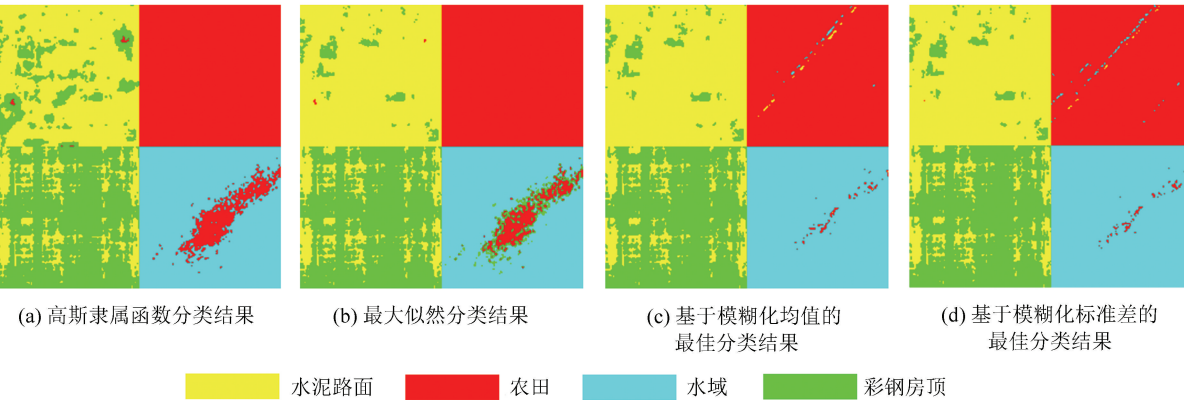 (a) 高斯隶属函数分类结果
(b) 最大似然分类结果
(c) 基于模糊化均值的
最佳分类结果
(d) 基于模糊化标准差的
最佳分类结果
水泥路面
农田
水域
彩钢房顶